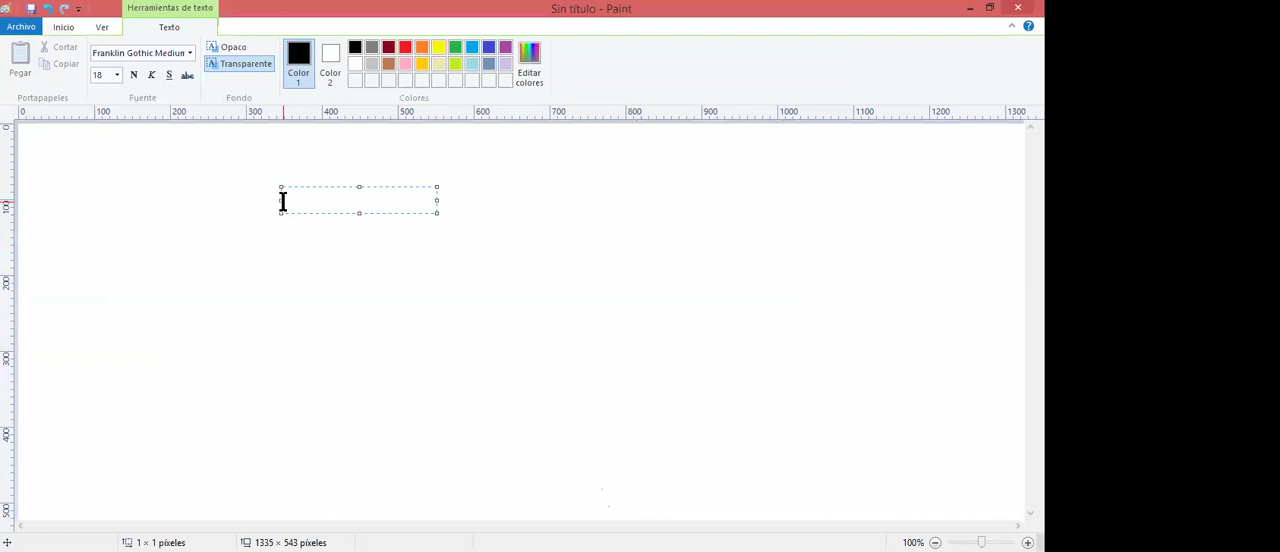 Herramientas de texto
Sin título - Paint
Archivo Inicio Ver Texto
Pegar
Cortar
Copiar
Portapapeles
Franklin Gothic Medium
18 N K S abc
Fuente
Opaco
Transparente
Fondo
Color 1
Color 2
Editar colores
Colores
0 100 200 300 400 500 600 700 800 900 1000 1100 1200 1300
0
100
200
300
400
500
1 × 1 píxeles
1335 × 543 píxeles
100%